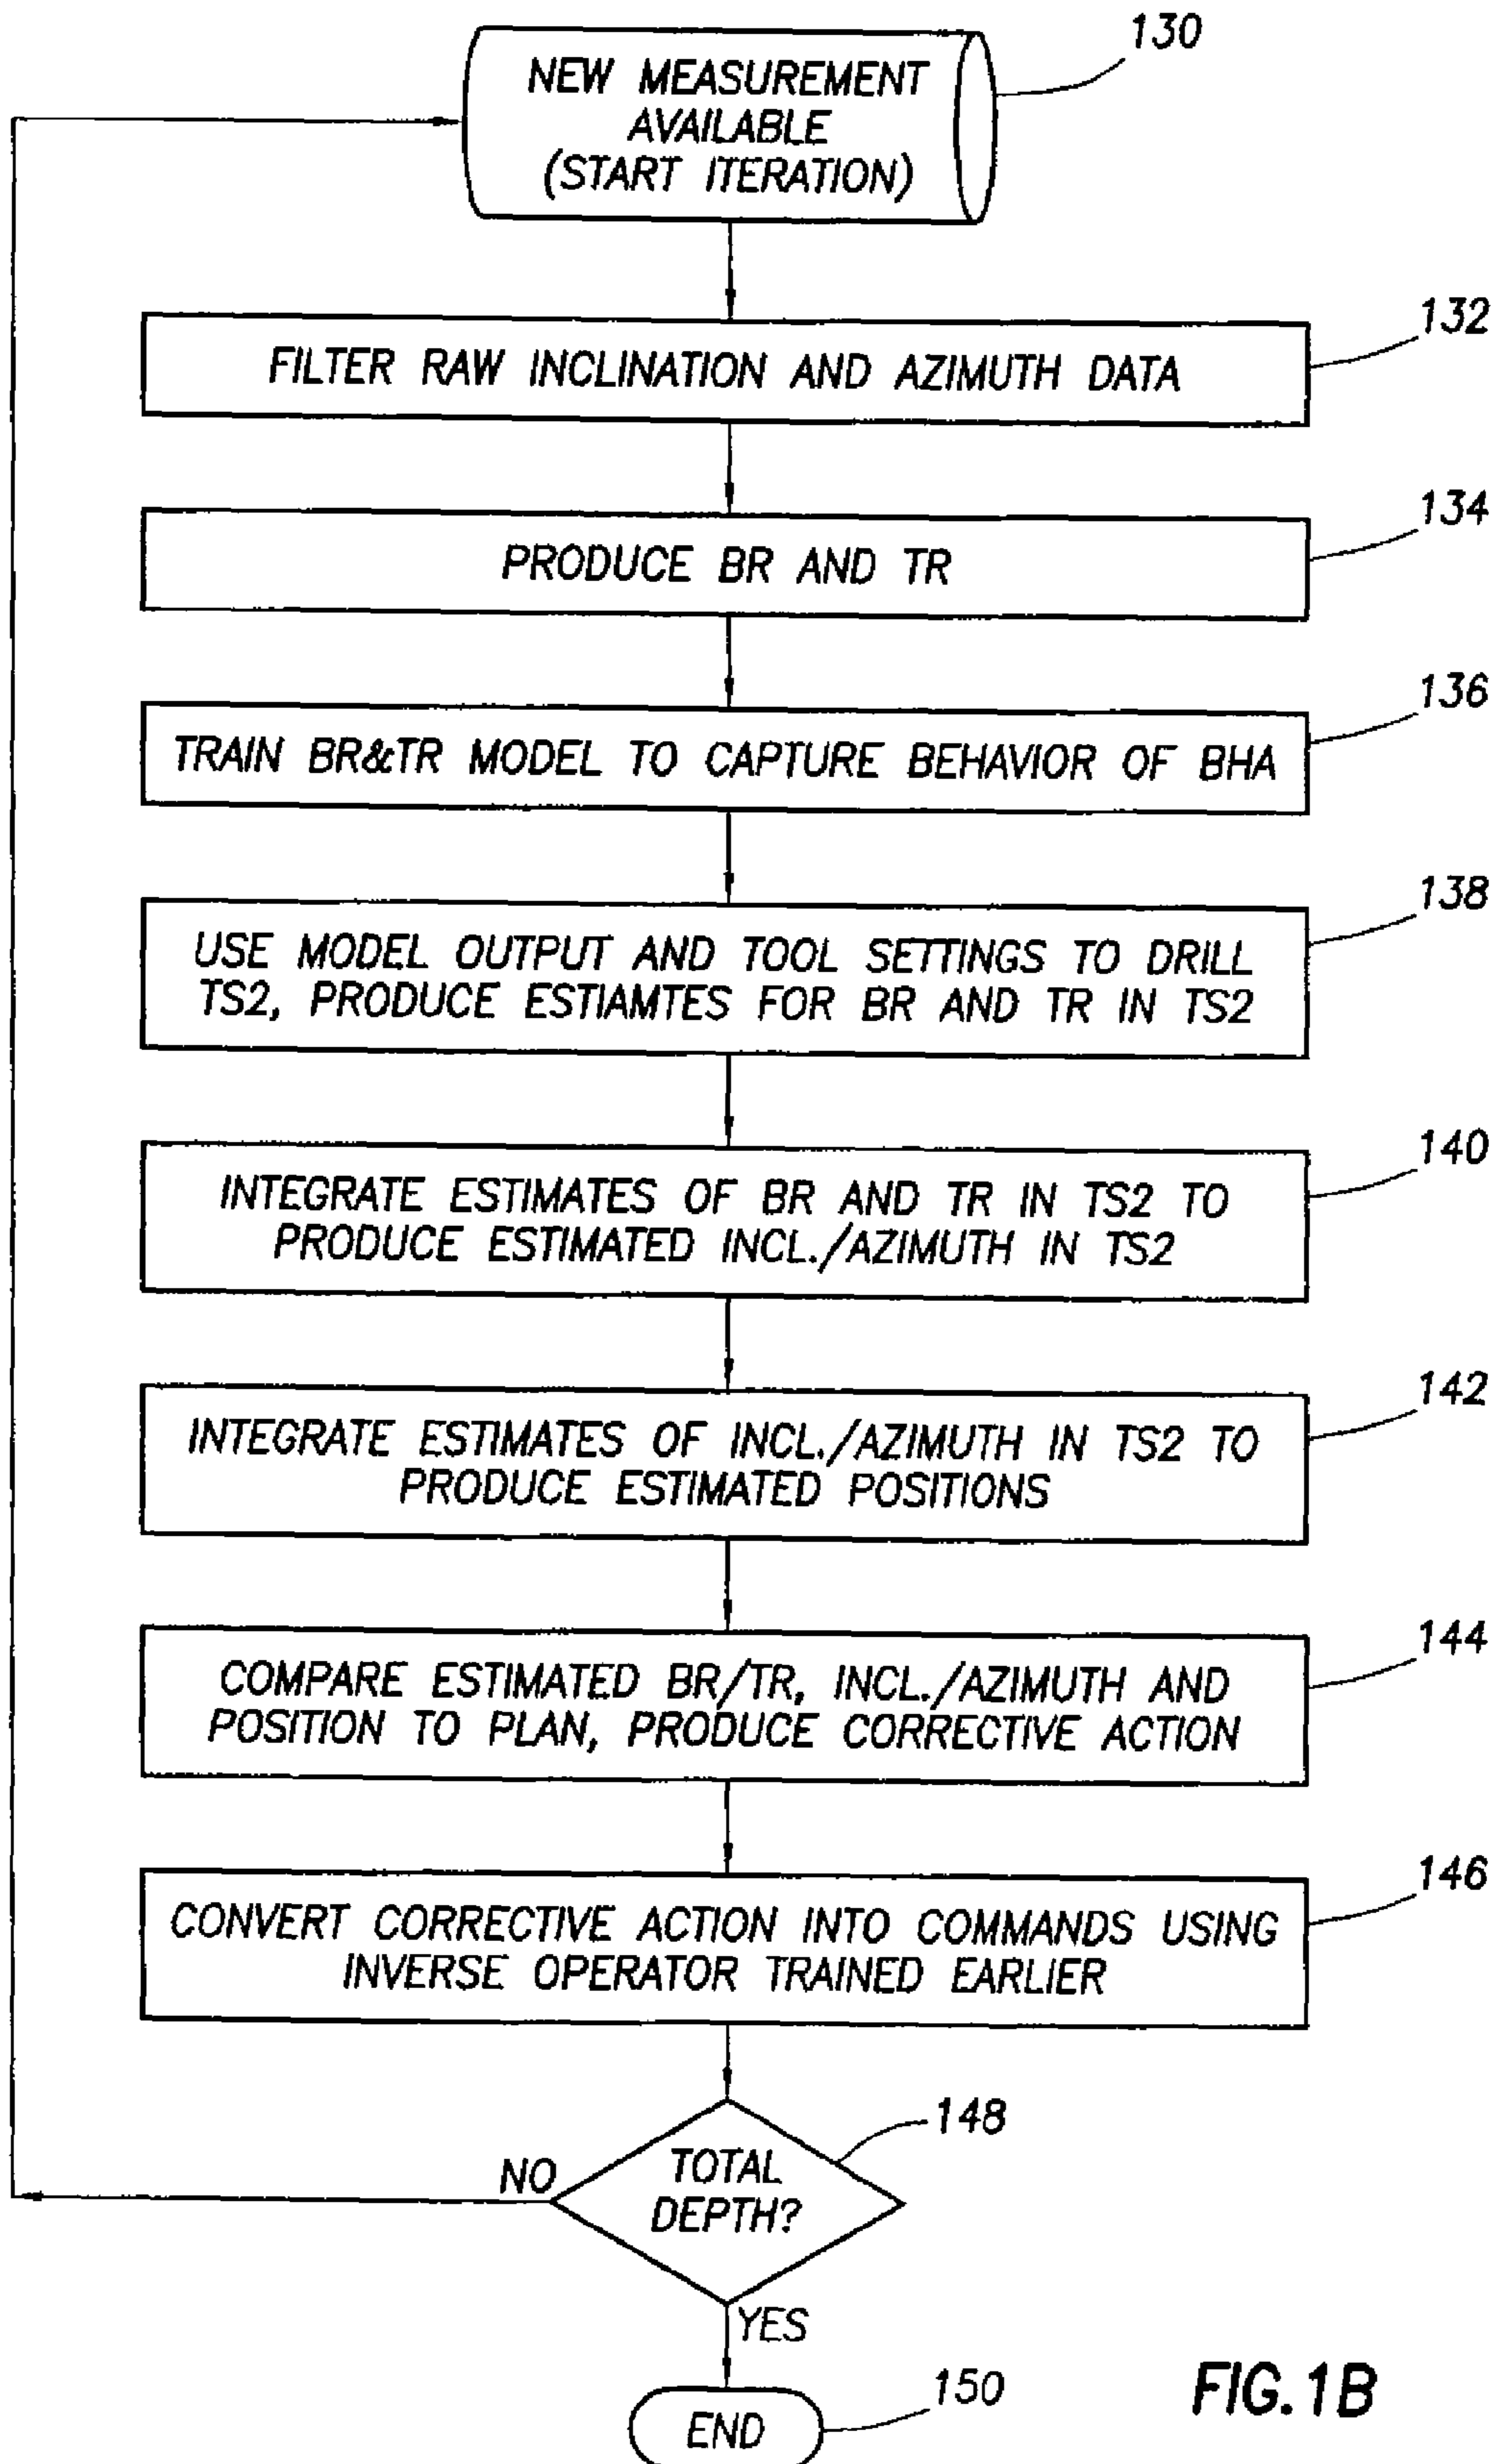 NEW MEASUREMENT
AVAILABLE
(START ITERATION)
130
FILTER RAW INCLINATION AND AZIMUTH DATA
132
PRODUCE BR AND TR
134
TRAIN BR&TR MODEL TO CAPTURE BEHAVIOR OF BHA
136
USE MODEL OUTPUT AND TOOL SETTINGS TO DRILL
TS2, PRODUCE ESTIAMTES FOR BR AND TR IN TS2
138
INTEGRATE ESTIMATES OF BR AND TR IN TS2 TO
PRODUCE ESTIMATED INCL./AZIMUTH IN TS2
140
INTEGRATE ESTIMATES OF INCL./AZIMUTH IN TS2 TO
PRODUCE ESTIMATED POSITIONS
142
COMPARE ESTIMATED BR/TR, INCL./AZIMUTH AND
POSITION TO PLAN, PRODUCE CORRECTIVE ACTION
144
CONVERT CORRECTIVE ACTION INTO COMMANDS USING
INVERSE OPERATOR TRAINED EARLIER
146
TOTAL
DEPTH?
148
NO
YES
END
150
FIG.1B